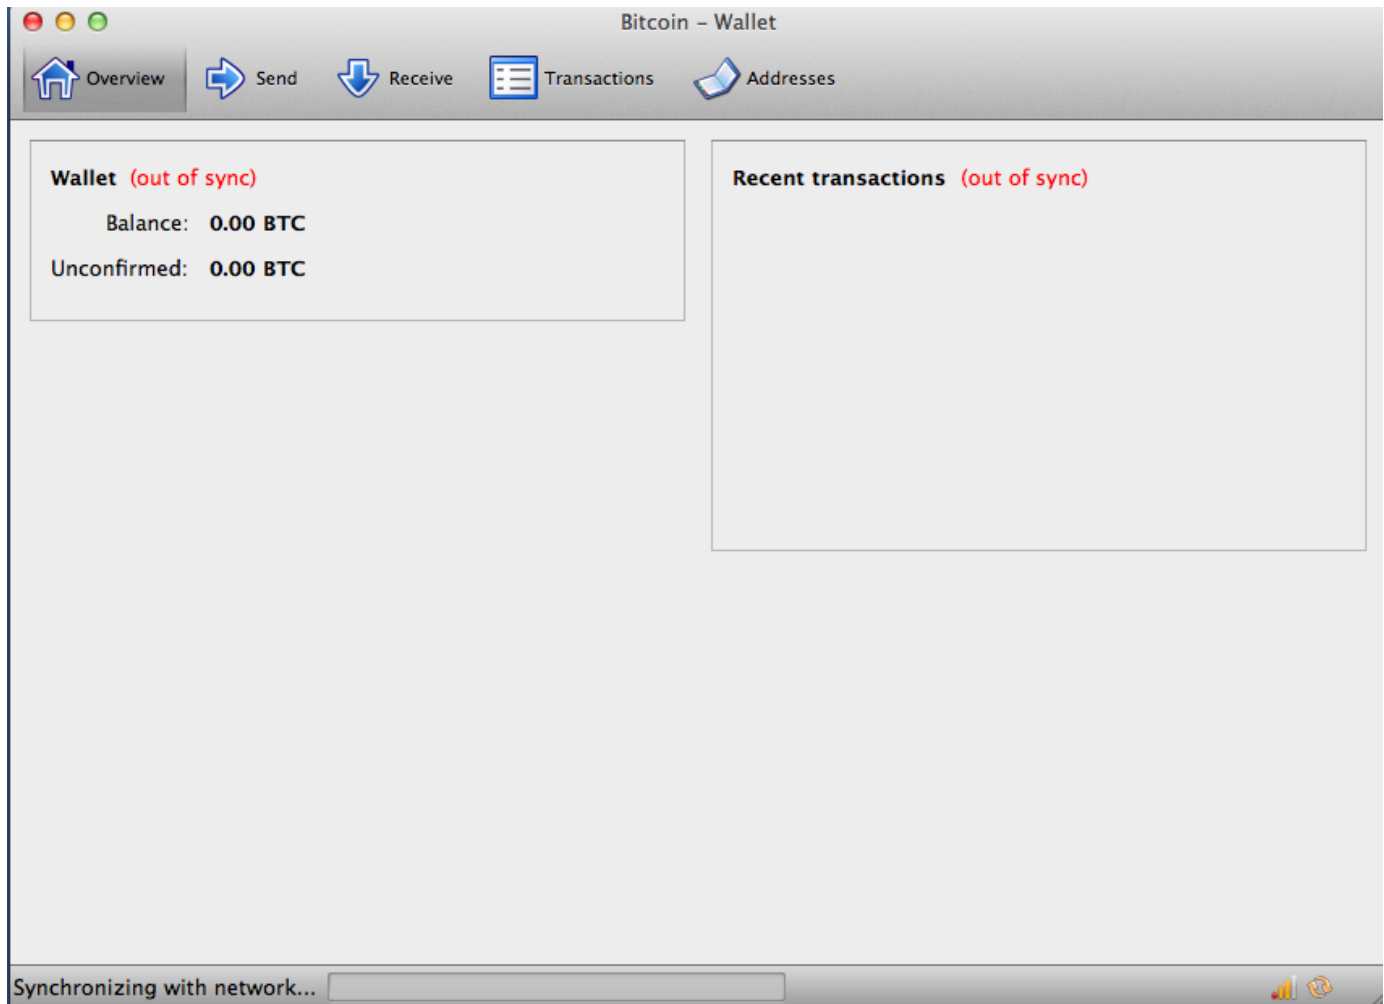 Bitcoin – Wallet
Overview Send Receive Transactions Addresses
Wallet (out of sync)
Balance: 0.00 BTC
Unconfirmed: 0.00 BTC
Recent transactions (out of sync)
Synchronizing with network...